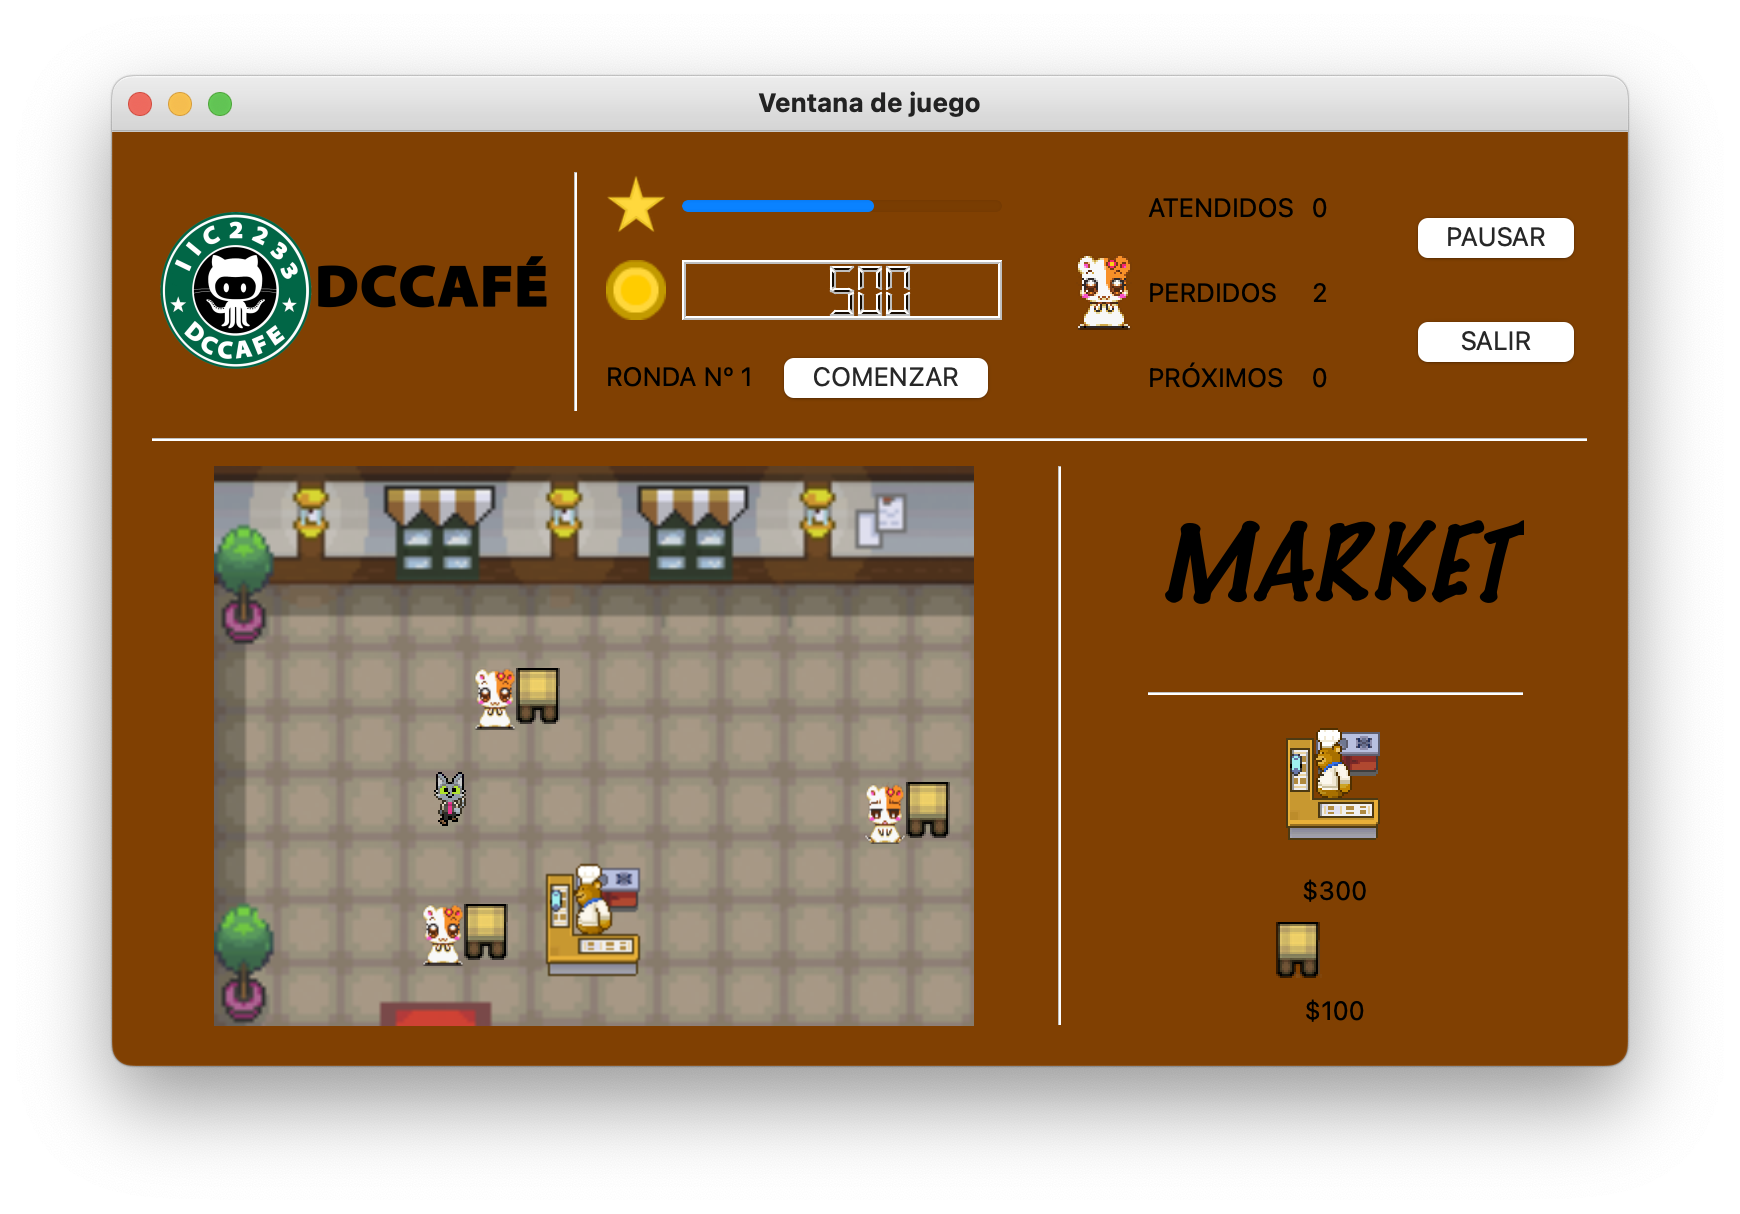 Ventana de juego
IIC2233
DCCAFE
DCCAFÉ
500
RONDA Nº 1
COMENZAR
ATENDIDOS 0
PERDIDOS 2
PRÓXIMOS 0
PAUSAR
SALIR
MARKET
$300
$100